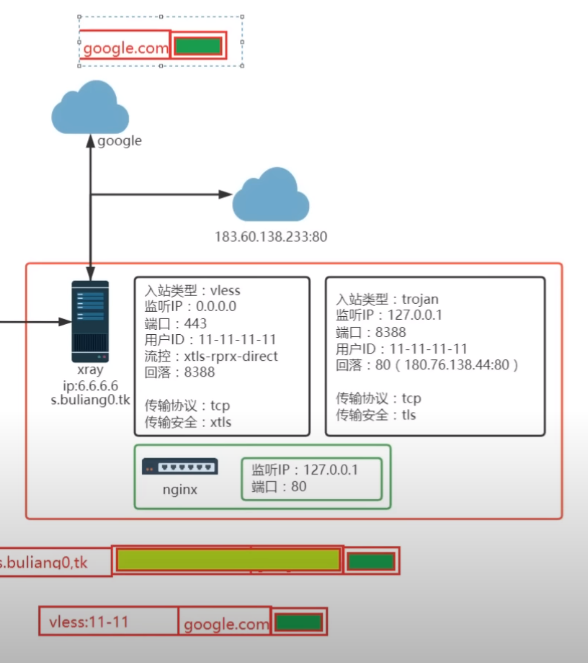 google.com
google
183.60.138.233:80
入站类型：vless
监听IP：0.0.0.0
端口：443
用户ID：11-11-11-11
流控：xtls-rprx-direct
回落：8388
传输协议：tcp
传输安全：xtls
入站类型：trojan
监听IP：127.0.0.1
端口：8388
用户ID：11-11-11-11
回落：80（180.76.138.44:80）
传输协议：tcp
传输安全：tls
xray
ip:6.6.6.6
s.buliang0.tk
nginx
监听IP：127.0.0.1
端口：80
s.buliang0,tk
vless:11-11
google.com